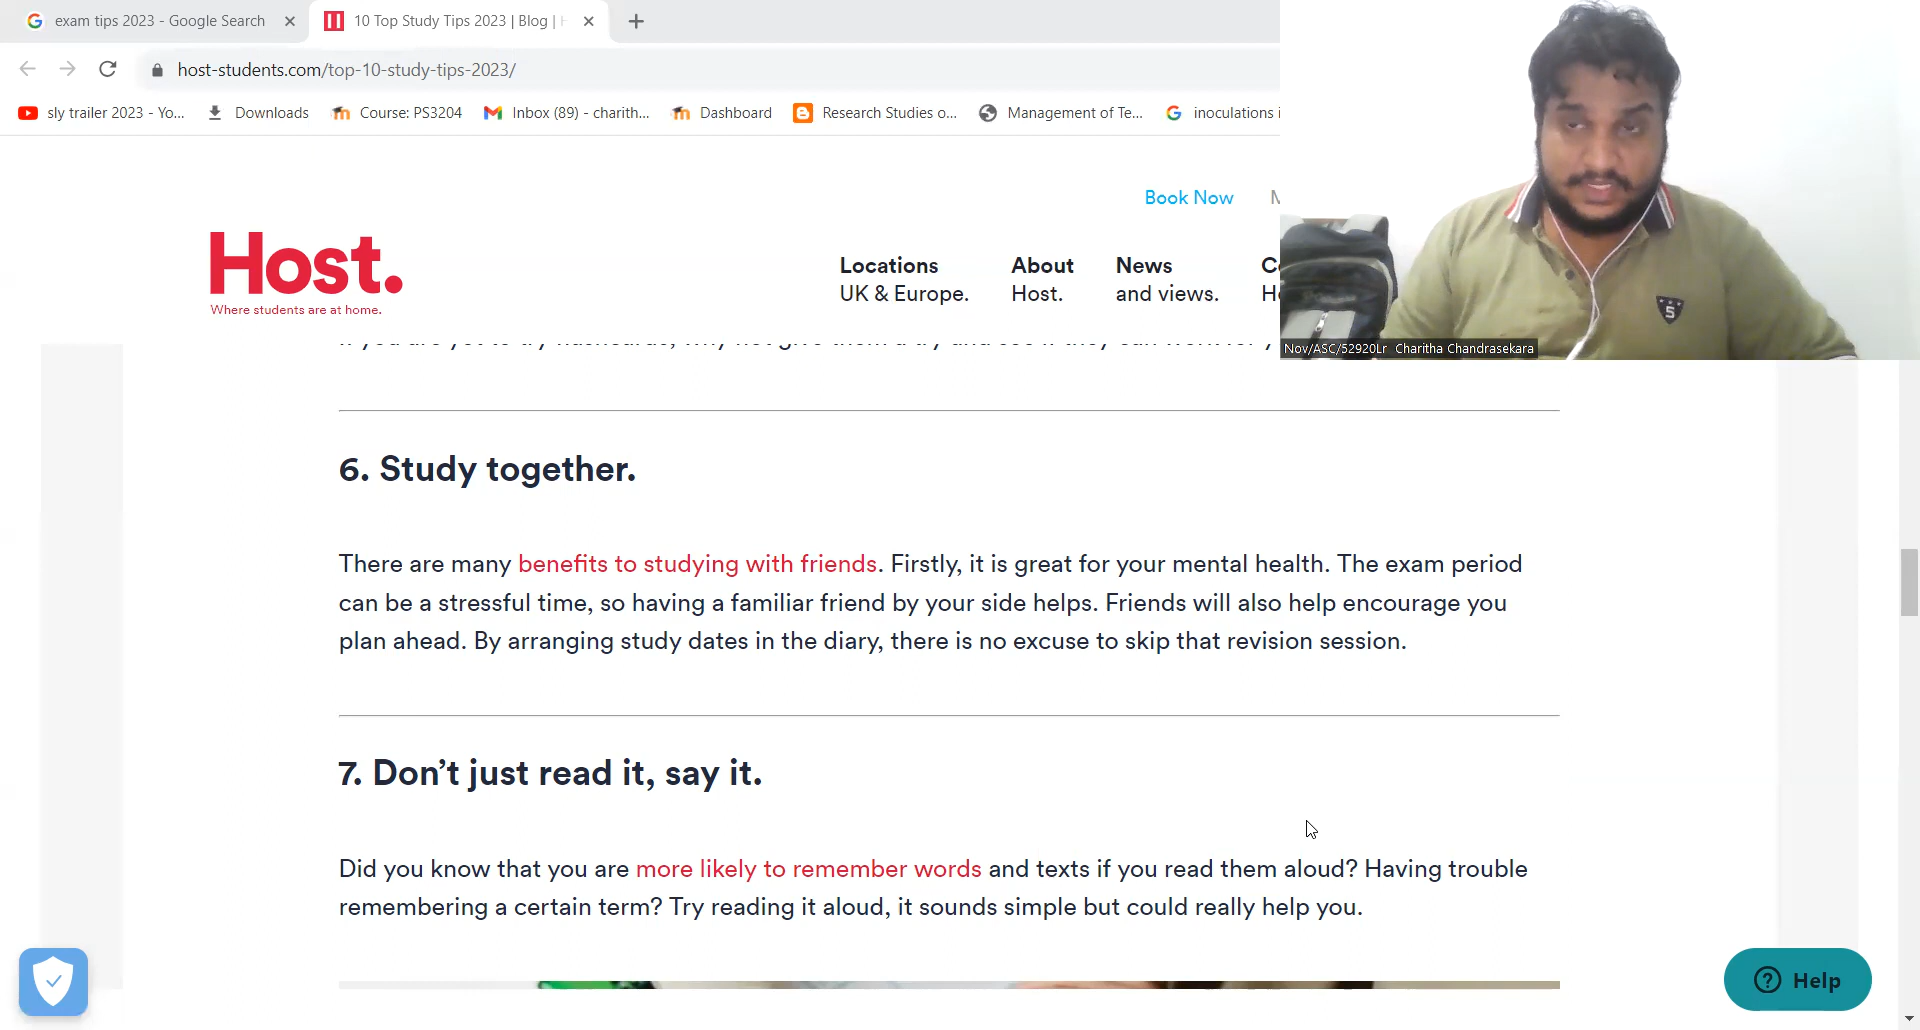 exam tips 2023 - Google Search
10 Top Study Tips 2023 | Blog |
host-students.com/top-10-study-tips-2023/
sly trailer 2023 - Yo...
Downloads
Course: PS3204
Inbox (89) - charith...
Dashboard
Research Studies o...
Management of Te...
inoculations i
Book Now
Host.
Where students are at home.
Locations
UK & Europe.
About
Host.
News
and views.
5
Nov/ASC/52920Lr Charitha Chandrasekara
6. Study together.
There are many benefits to studying with friends. Firstly, it is great for your mental health. The exam period
can be a stressful time, so having a familiar friend by your side helps. Friends will also help encourage you
plan ahead. By arranging study dates in the diary, there is no excuse to skip that revision session.
7. Don’t just read it, say it.
Did you know that you are more likely to remember words and texts if you read them aloud? Having trouble
remembering a certain term? Try reading it aloud, it sounds simple but could really help you.
Help